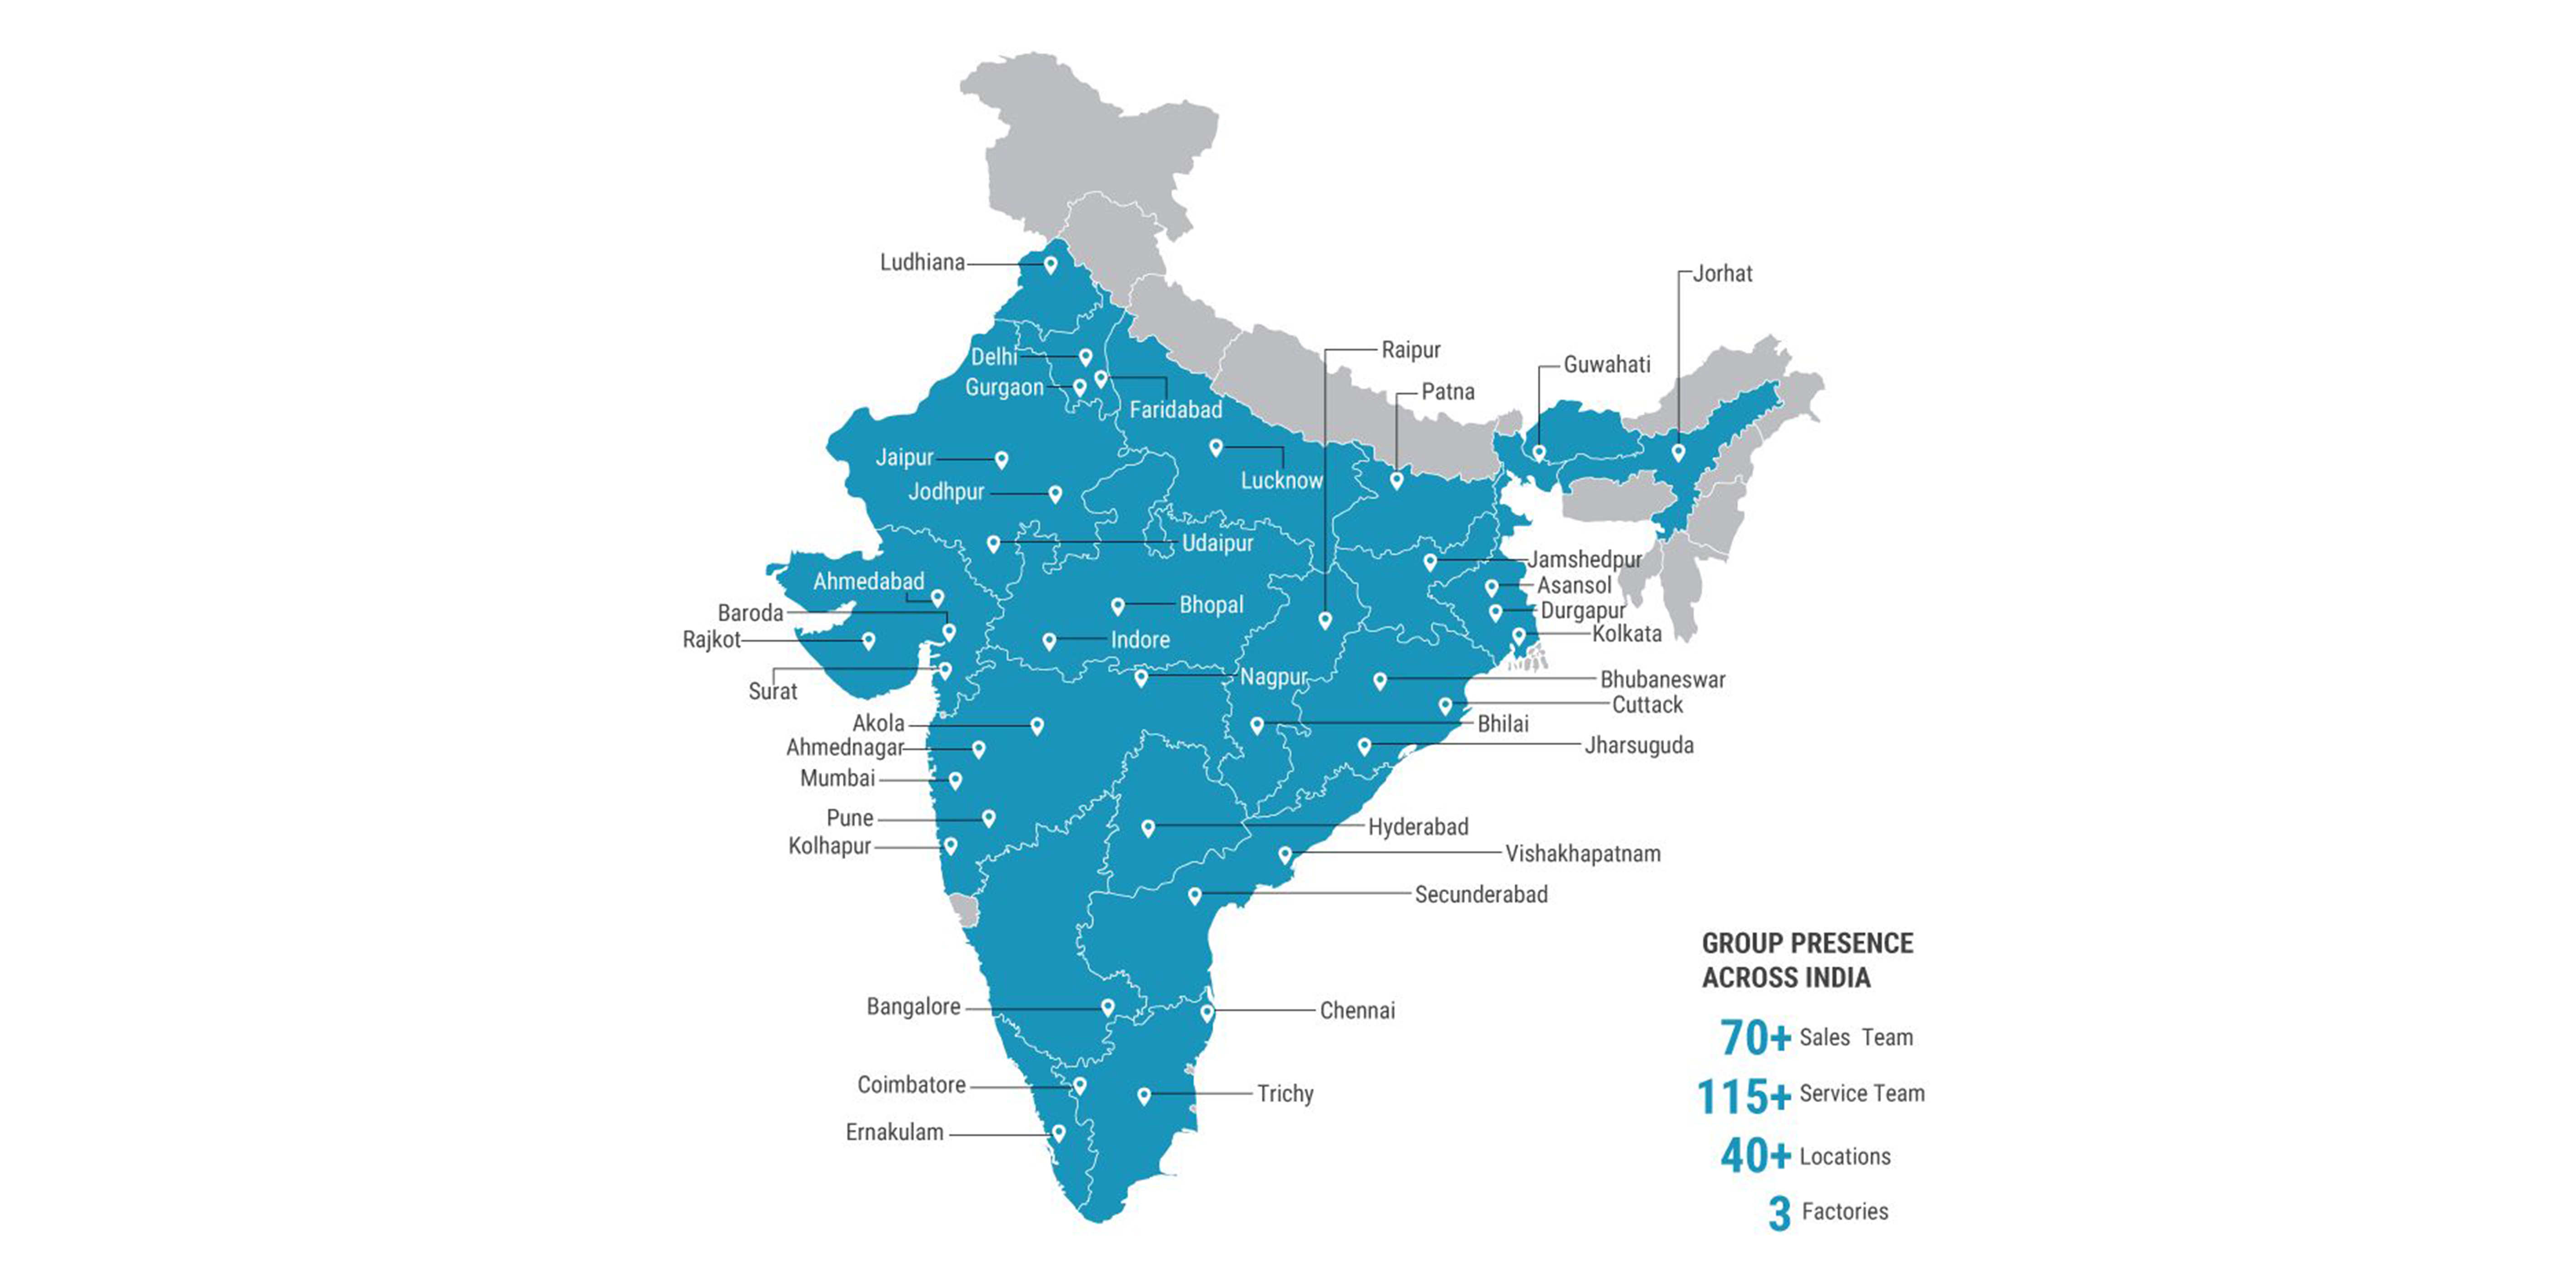 Ludhiana
Jorhat
Raipur
Delhi
Guwahati
Gurgaon
Patna
Faridabad
Jaipur
Lucknow
Jodhpur
Udaipur
Jamshedpur
Ahmedabad
Asansol
Baroda
Bhopal
Durgapur
Rajkot
Indore
Kolkata
Surat
Nagpur
Bhubaneswar
Cuttack
Akola
Bhilai
Ahmednagar
Jharsuguda
Mumbai
Pune
Hyderabad
Kolhapur
Vishakhapatnam
Secunderabad
Bangalore
Chennai
Coimbatore
Trichy
Ernakulam
GROUP PRESENCE
ACROSS INDIA
70+ Sales Team
115+ Service Team
40+ Locations
3 Factories